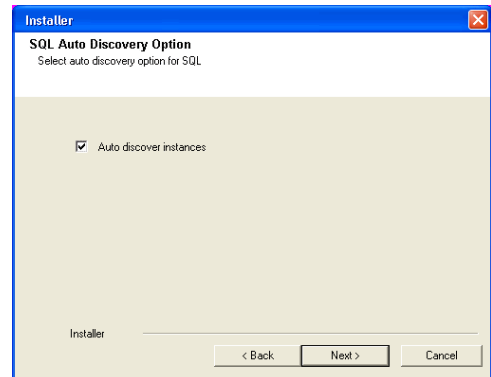 Installer
SQL Auto Discovery Option
Select auto discovery option for SQL
Auto discover instances
Installer
< Back
Next >
Cancel